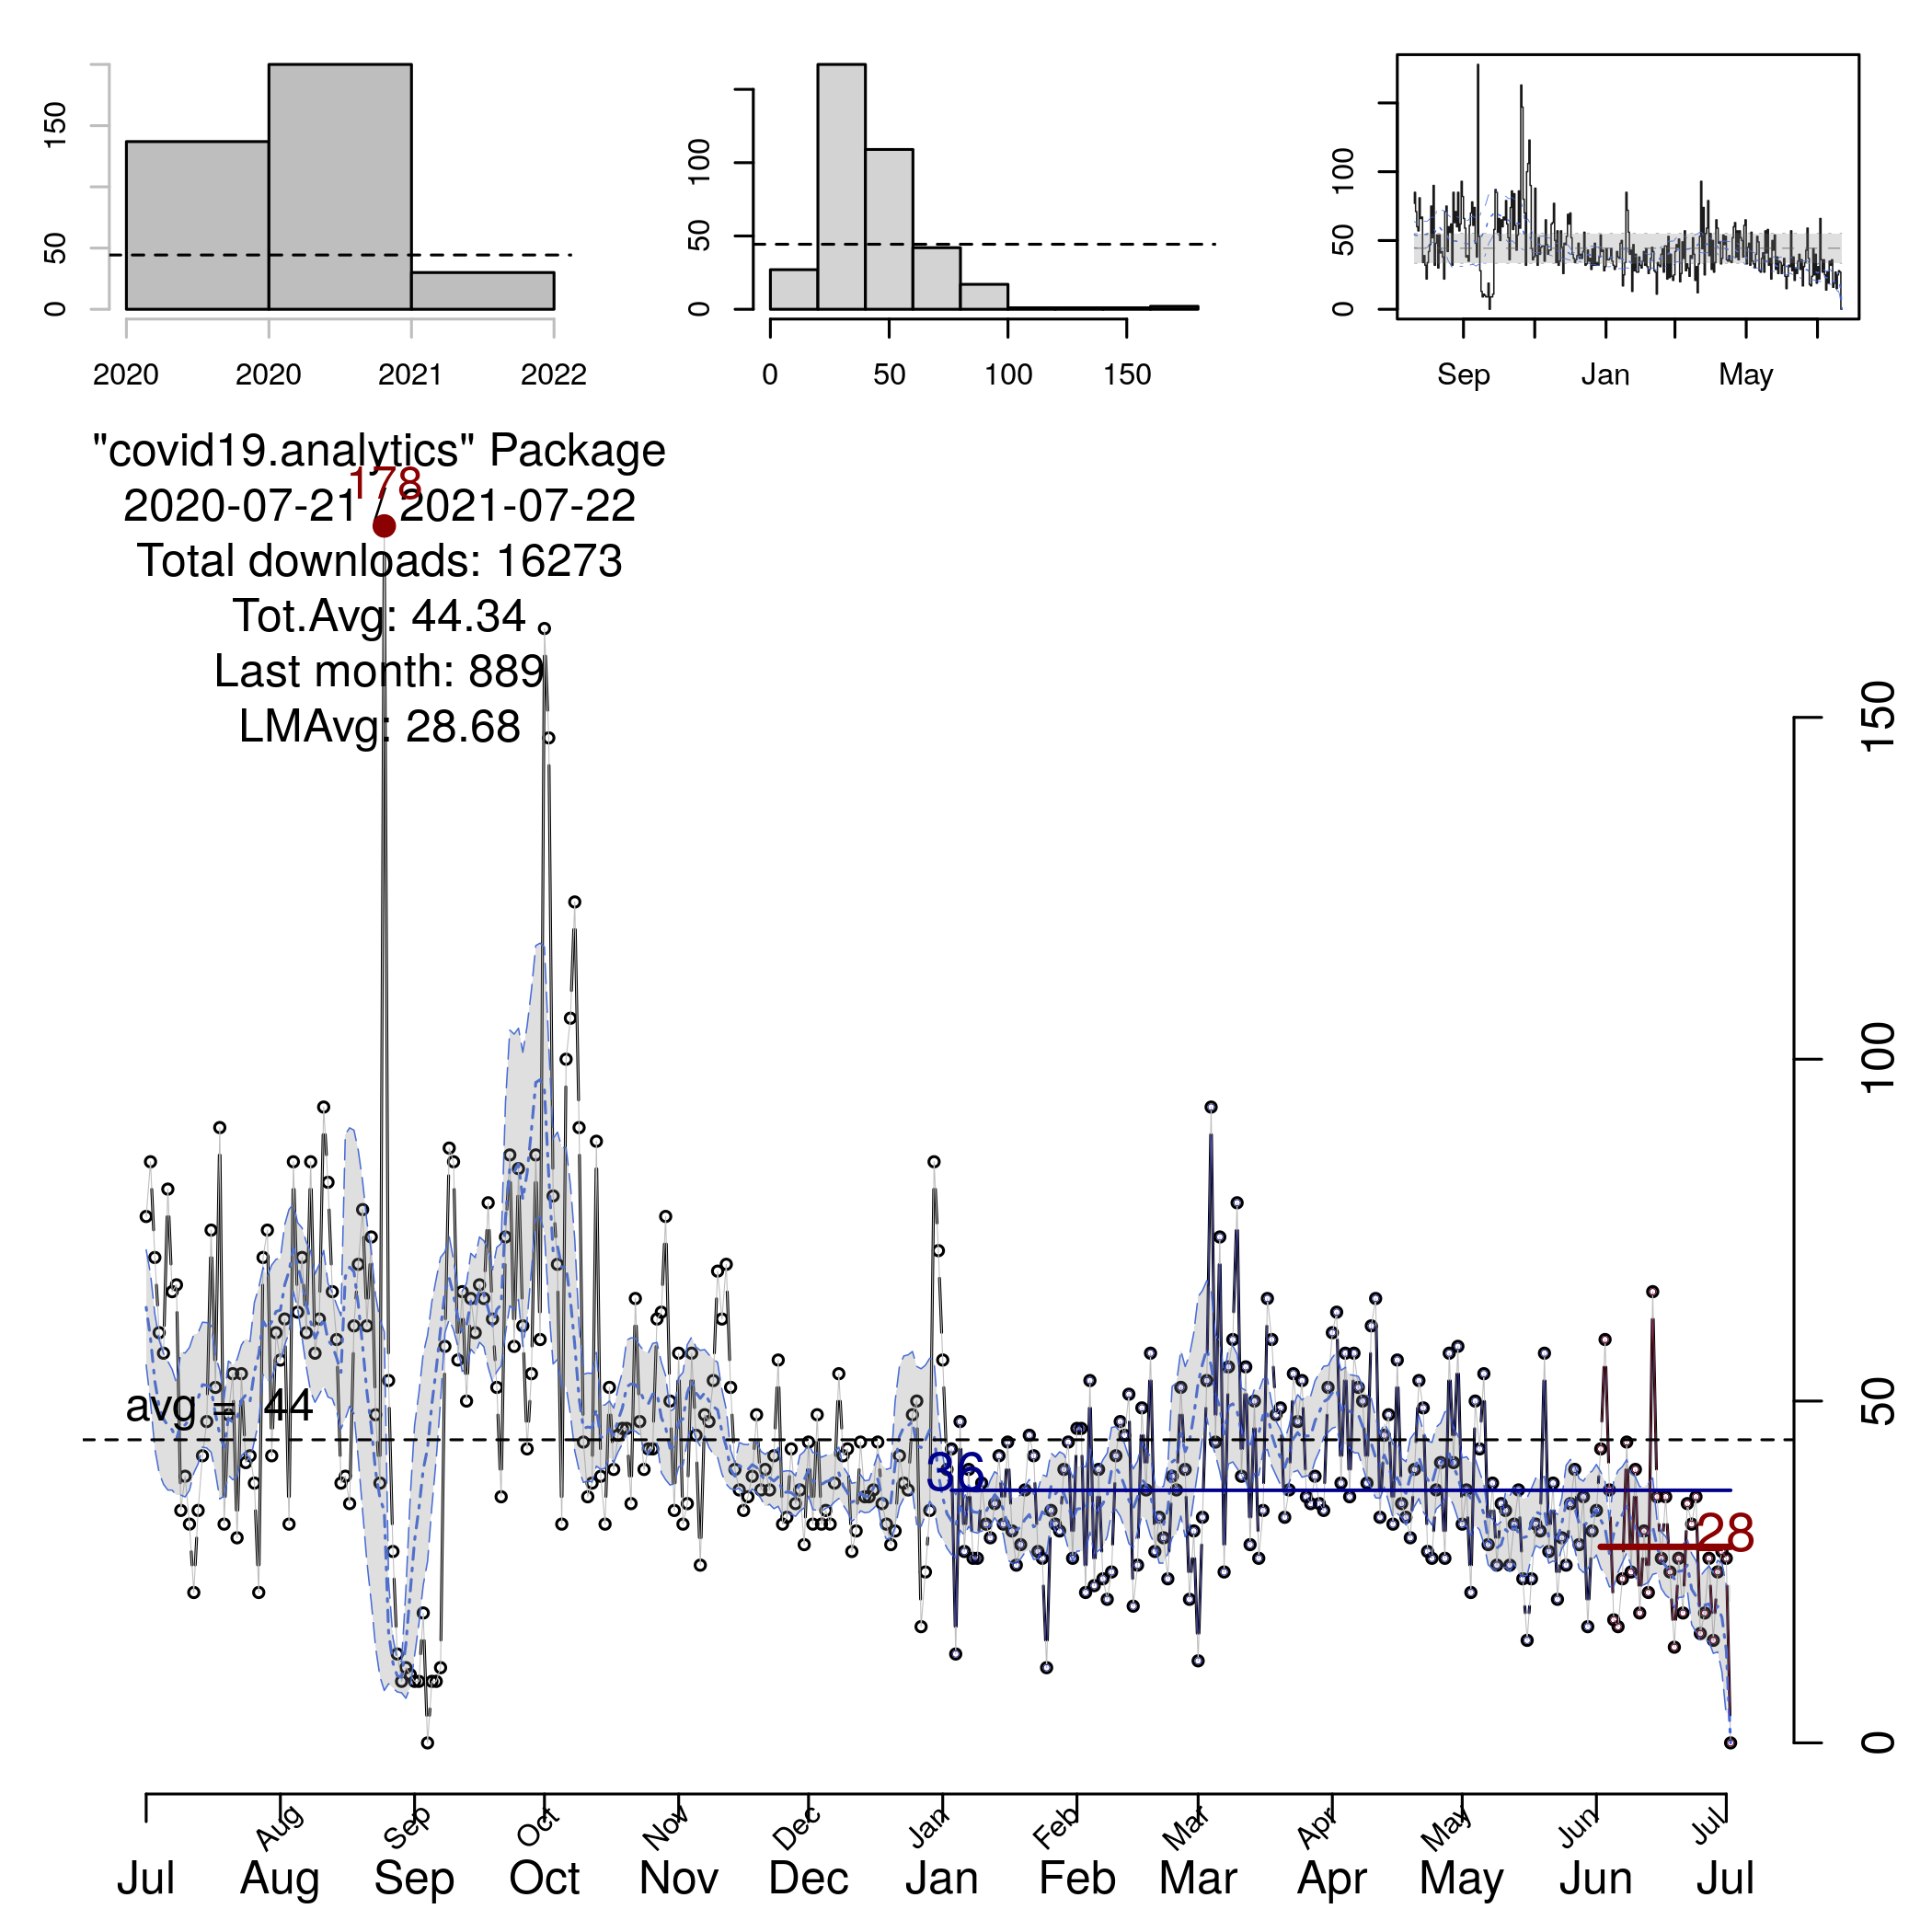 0 50 150
2020 2020 2021 2022
0 50 100
0 50 100 150
0 50 100
Sep Jan May
"covid19.analytics" Package
178
2020-07-21 2021-07-22
Total downloads: 16273
Tot.Avg: 44.34
Last month: 889
LMAvg: 28.68
avg = 44
36
28
0 50 100 150
Aug Sep Oct Nov Dec Jan Feb Mar Apr May Jun Jul
Jul Aug Sep Oct Nov Dec Jan Feb Mar Apr May Jun Jul